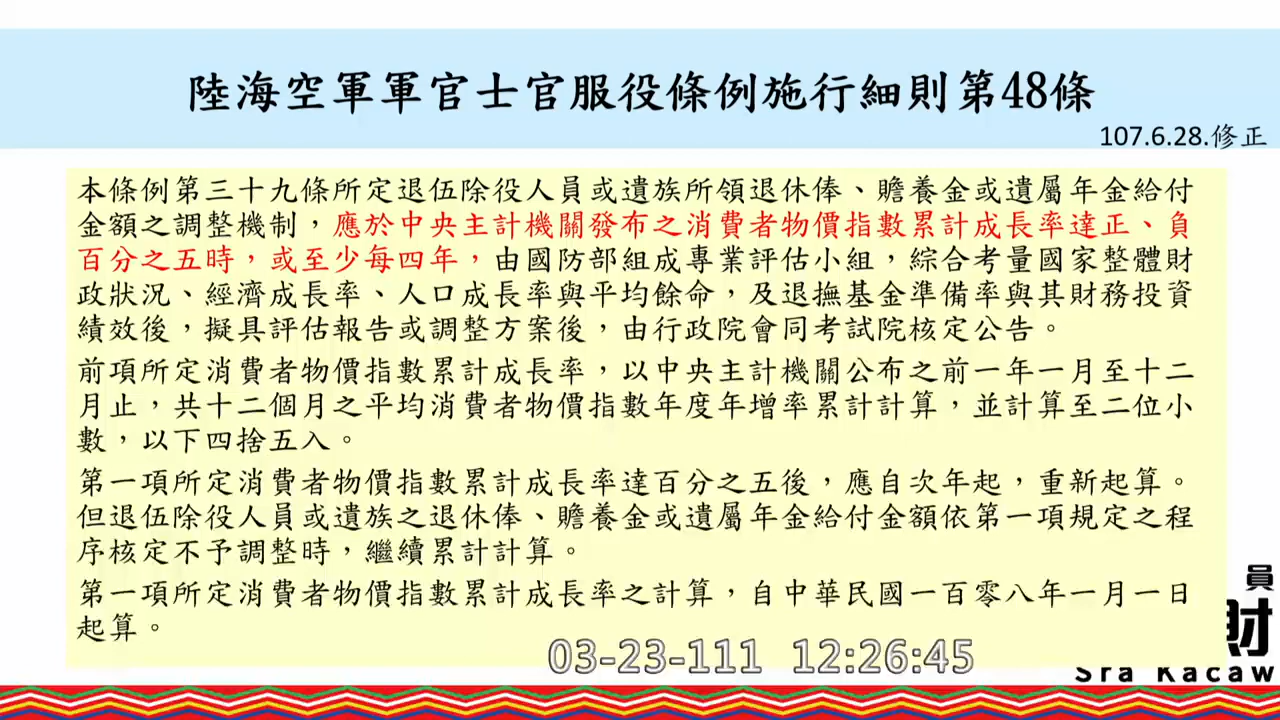 陸海空軍軍官士官服役條例施行細則第48條
107.6.28.修正
本條例第三十九條所定退伍除役人員或遺族所領退休俸、贍養金或遺屬年金給付
金額之調整機制，應於中央主計機關發布之消費者物價指數累計成長率達正、負
百分之五時，或至少每四年，由國防部組成專業評估小組，綜合考量國家整體財
政狀況、經濟成長率、人口成長率與平均餘命，及退撫基金準備率與其財務投資
績效後，擬具評估報告或調整方案後，由行政院會同考試院核定公告。
前項所定消費者物價指數累計成長率，以中央主計機關公布之前一年一月至十二
月止，共十二個月之平均消費者物價指數年度年增率累計計算，並計算至二位小
數，以下四捨五入。
第一項所定消費者物價指數累計成長率達百分之五後，應自次年起，重新起算。
但退伍除役人員或遺族之退休俸、贍養金或遺屬年金給付金額依第一項規定之程
序核定不予調整時，繼續累計計算。
第一項所定消費者物價指數累計成長率之計算，自中華民國一百零八年一月一日
起算。
員
財
Sra Kacaw
03-23-111 12:26:45